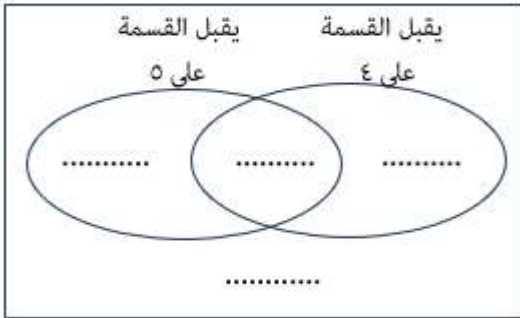 يقبل القسمة
على ٤
يقبل القسمة
على ٥
...........
..........
...........
............